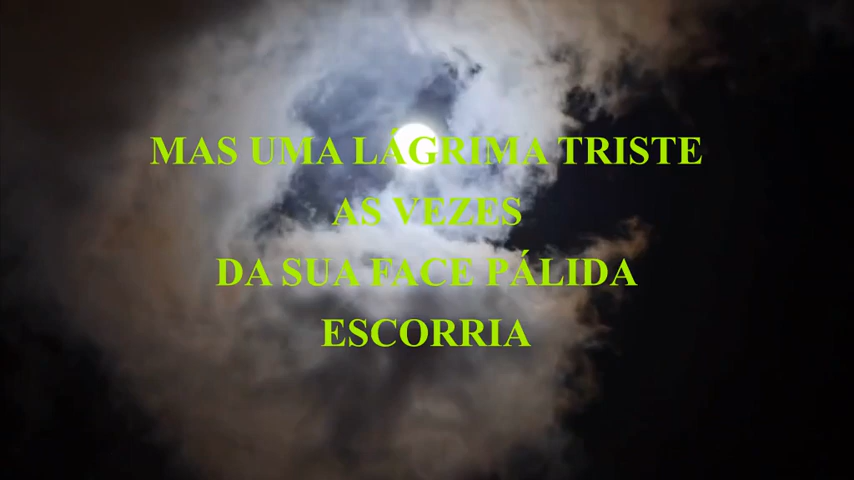 MAS UMA LÁGRIMA TRISTE
AS VEZES
DA SUA FACE PÁLIDA
ESCORRIA